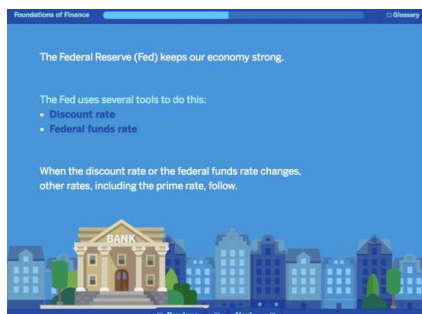 Foundations of Finance
Glossary
The Federal Reserve (Fed) keeps our economy strong.
The Fed uses several tools to do this:
• Discount rate
• Federal funds rate
When the discount rate or the federal funds rate changes,
other rates, including the prime rate, follow.
BANK